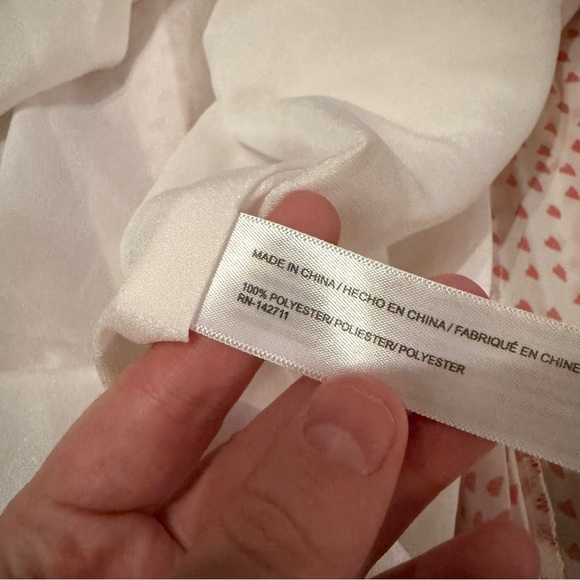 MADE IN CHINA / HECHO EN CHINA / FABRIQUÉ EN CHINE
100% POLYESTER/ POLIESTER/ POLYESTER
RN-142711